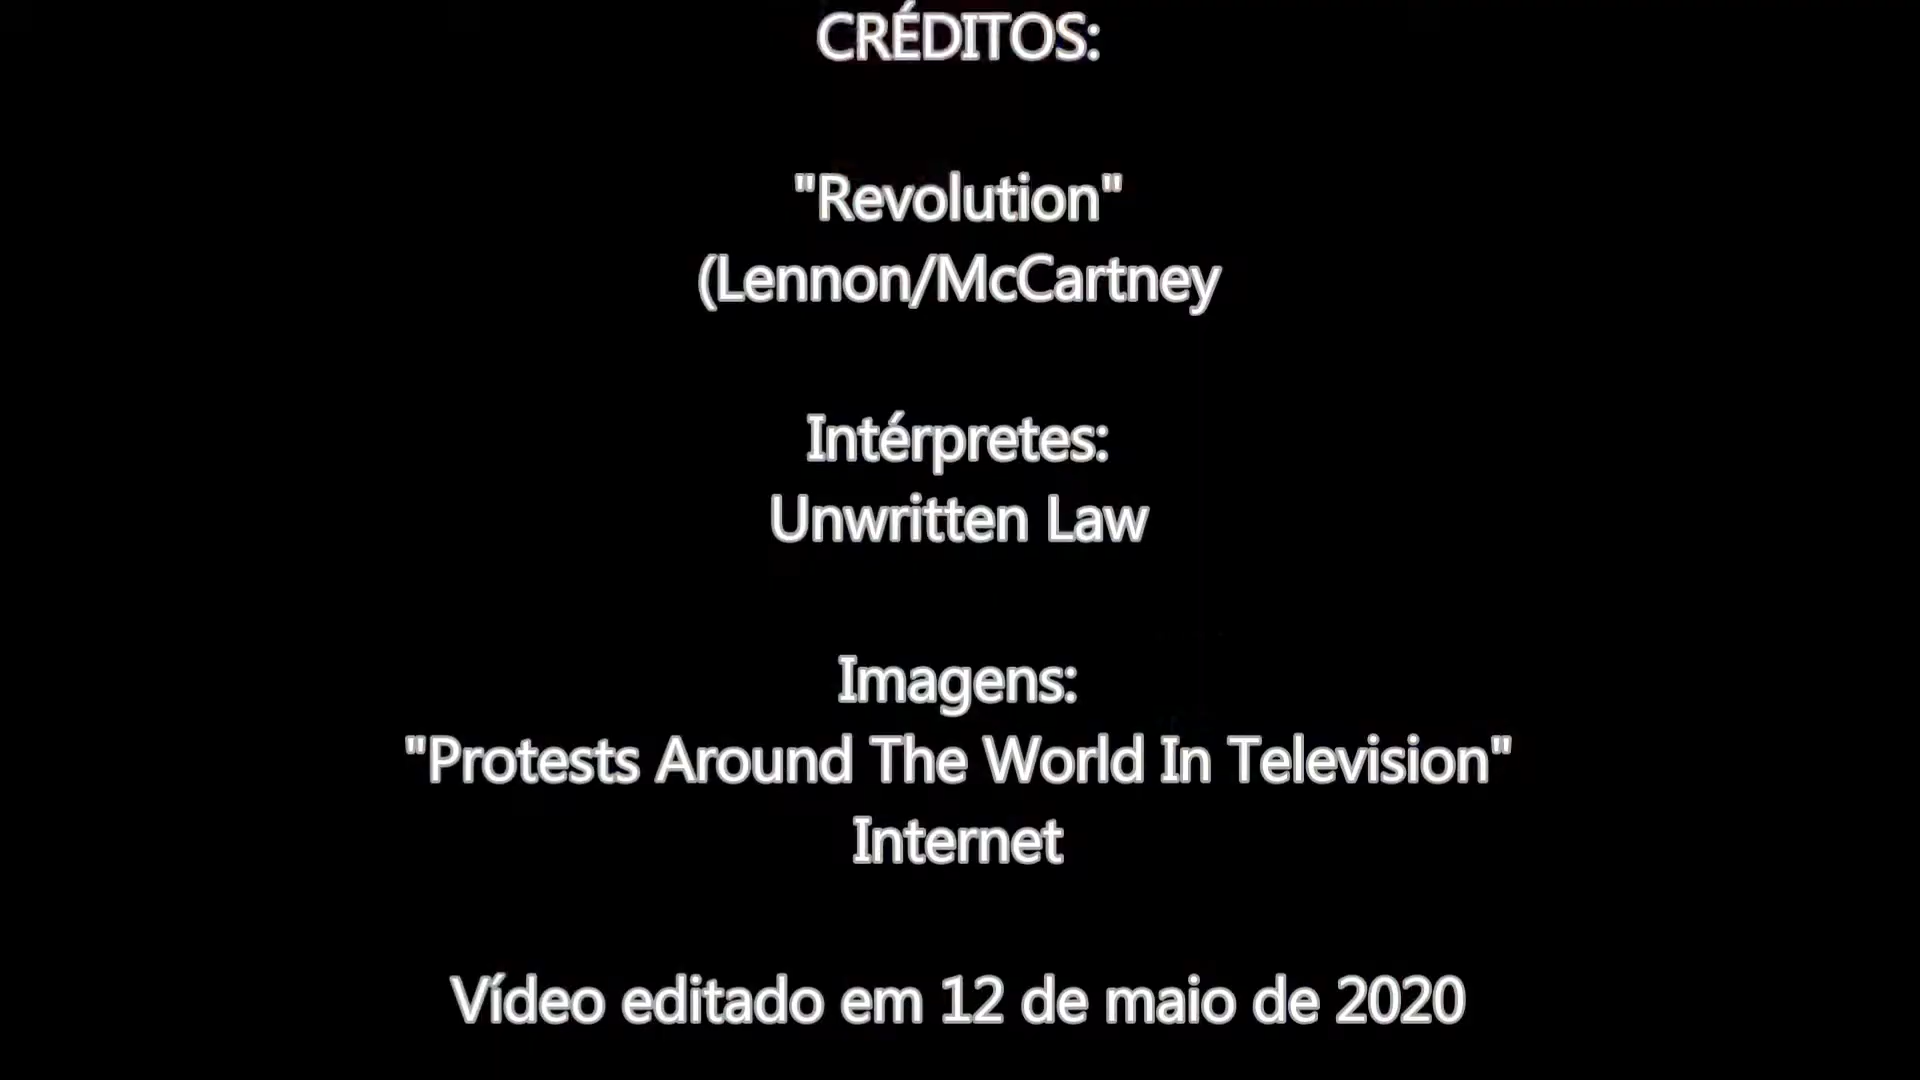 CRÉDITOS:
"Revolution"
(Lennon/McCartney
Intérpretes:
Unwritten Law
Imagens:
"Protests Around The World In Television"
Internet
Vídeo editado em 12 de maio de 2020